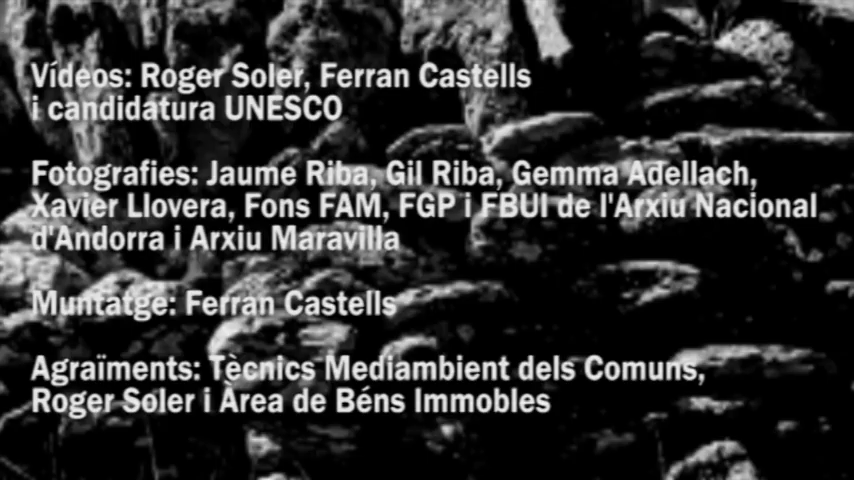 Vídeos: Roger Soler, Ferran Castells
i candidatura UNESCO
Fotografies: Jaume Riba, Gil Riba, Gemma Adellach,
Xavier Llovera, Fons FAM, FGP i FBUI de l'Arxiu Nacional
d'Andorra i Arxiu Maravilla
Muntatge: Ferran Castells
Agraïments: Tècnics Mediambient dels Comuns,
Roger Soler i Àrea de Béns Immobles